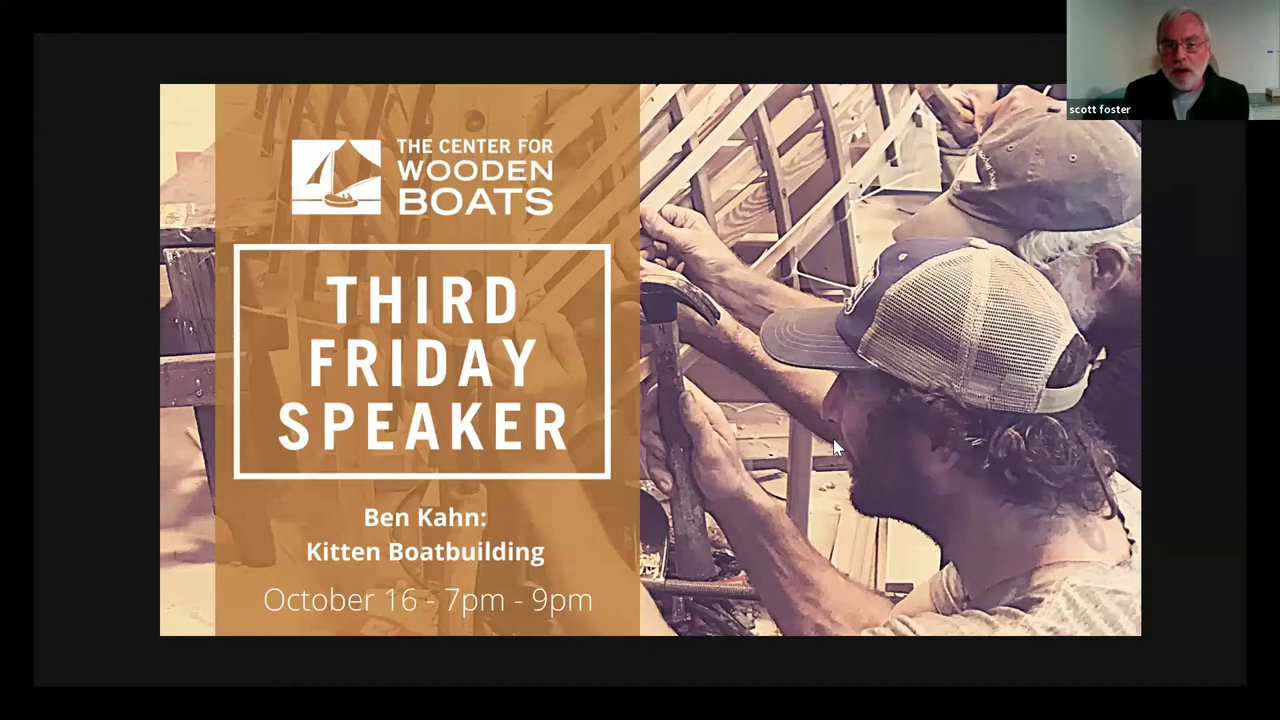 THE CENTER FOR
WOODEN
BOATS
THIRD
FRIDAY
SPEAKER
Ben Kahn:
Kitten Boatbuilding
October 16 - 7pm - 9pm
scott foster